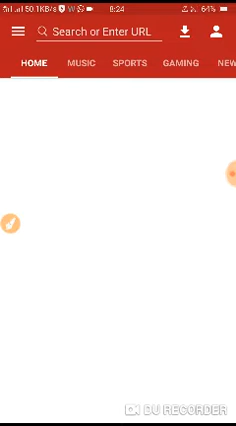 50.1KB/s 8:24 64%
Search or Enter URL
HOME MUSIC SPORTS GAMING NEW
DU RECORDER